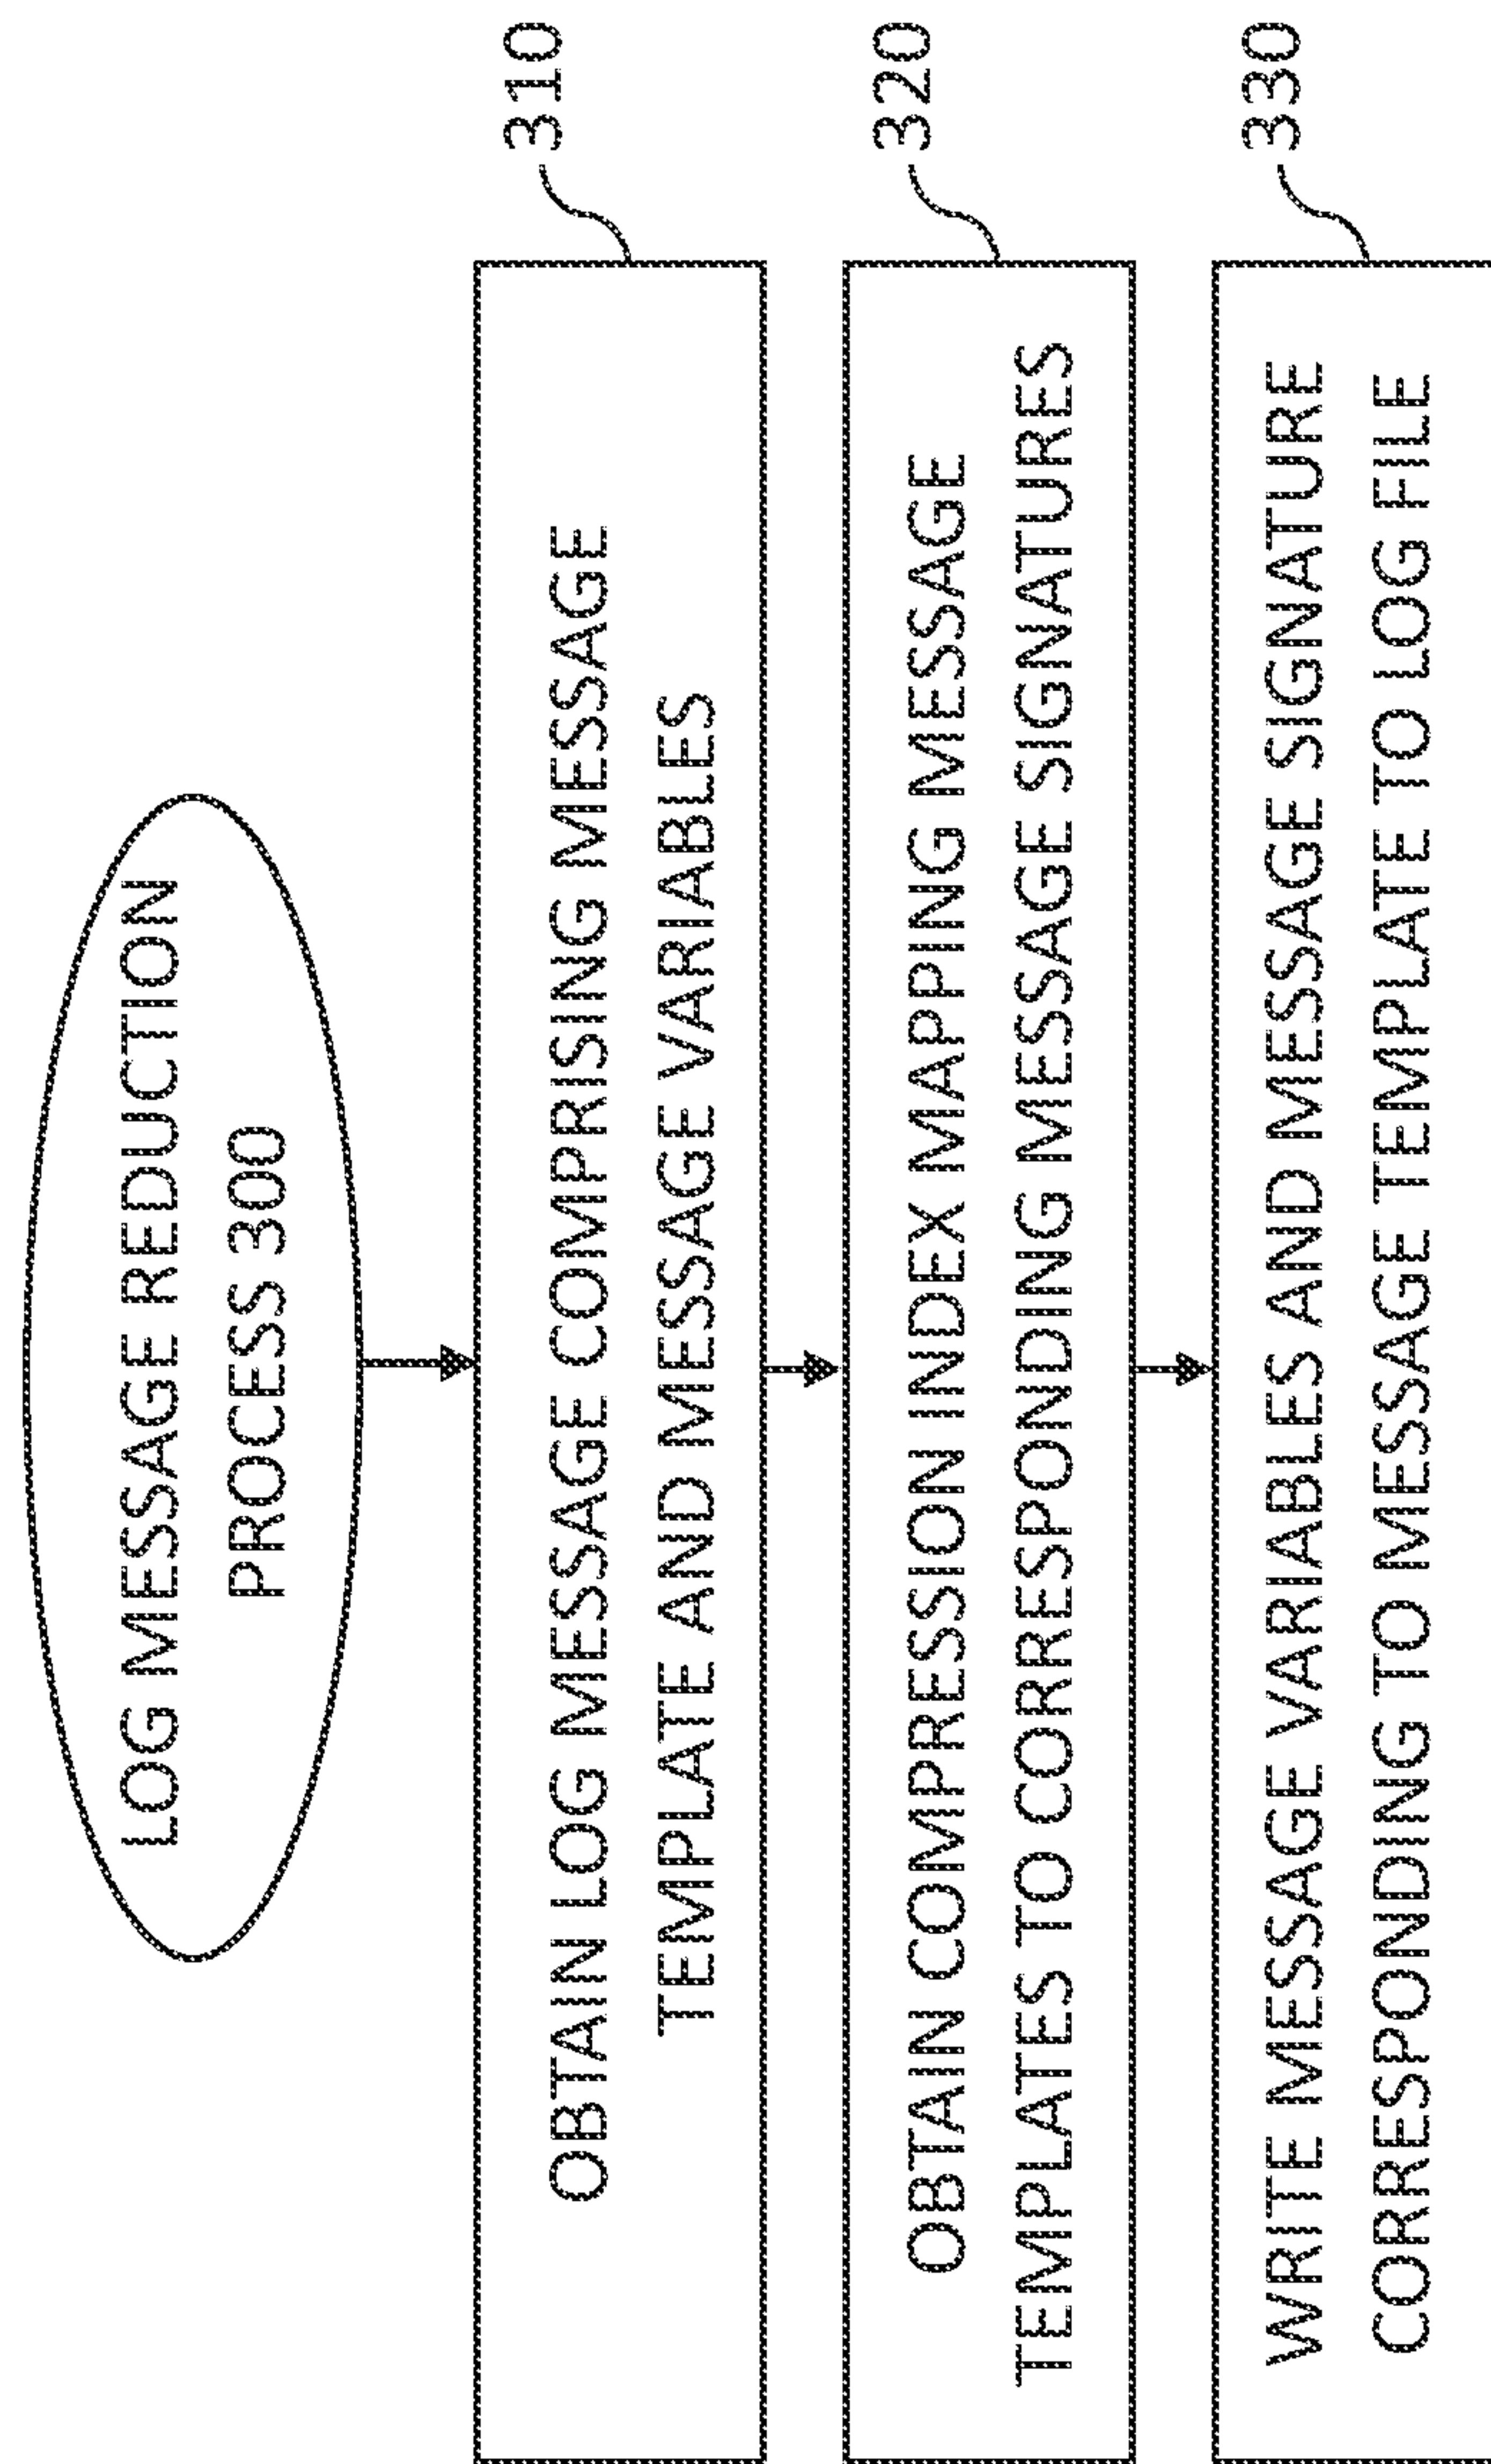 LOG MESSAGE REDUCTION
PROCESS 300
OBTAIN LOG MESSAGE COMPRISING MESSAGE
TEMPLATE AND MESSAGE VARIABLES
310
OBTAIN COMPRESSION INDEX MAPPING MESSAGE
TEMPLATES TO CORRESPONDING MESSAGE SIGNATURES
320
WRITE MESSAGE VARIABLES AND MESSAGE SIGNATURE
CORRESPONDING TO MESSAGE TEMPLATE TO LOG FILE
330